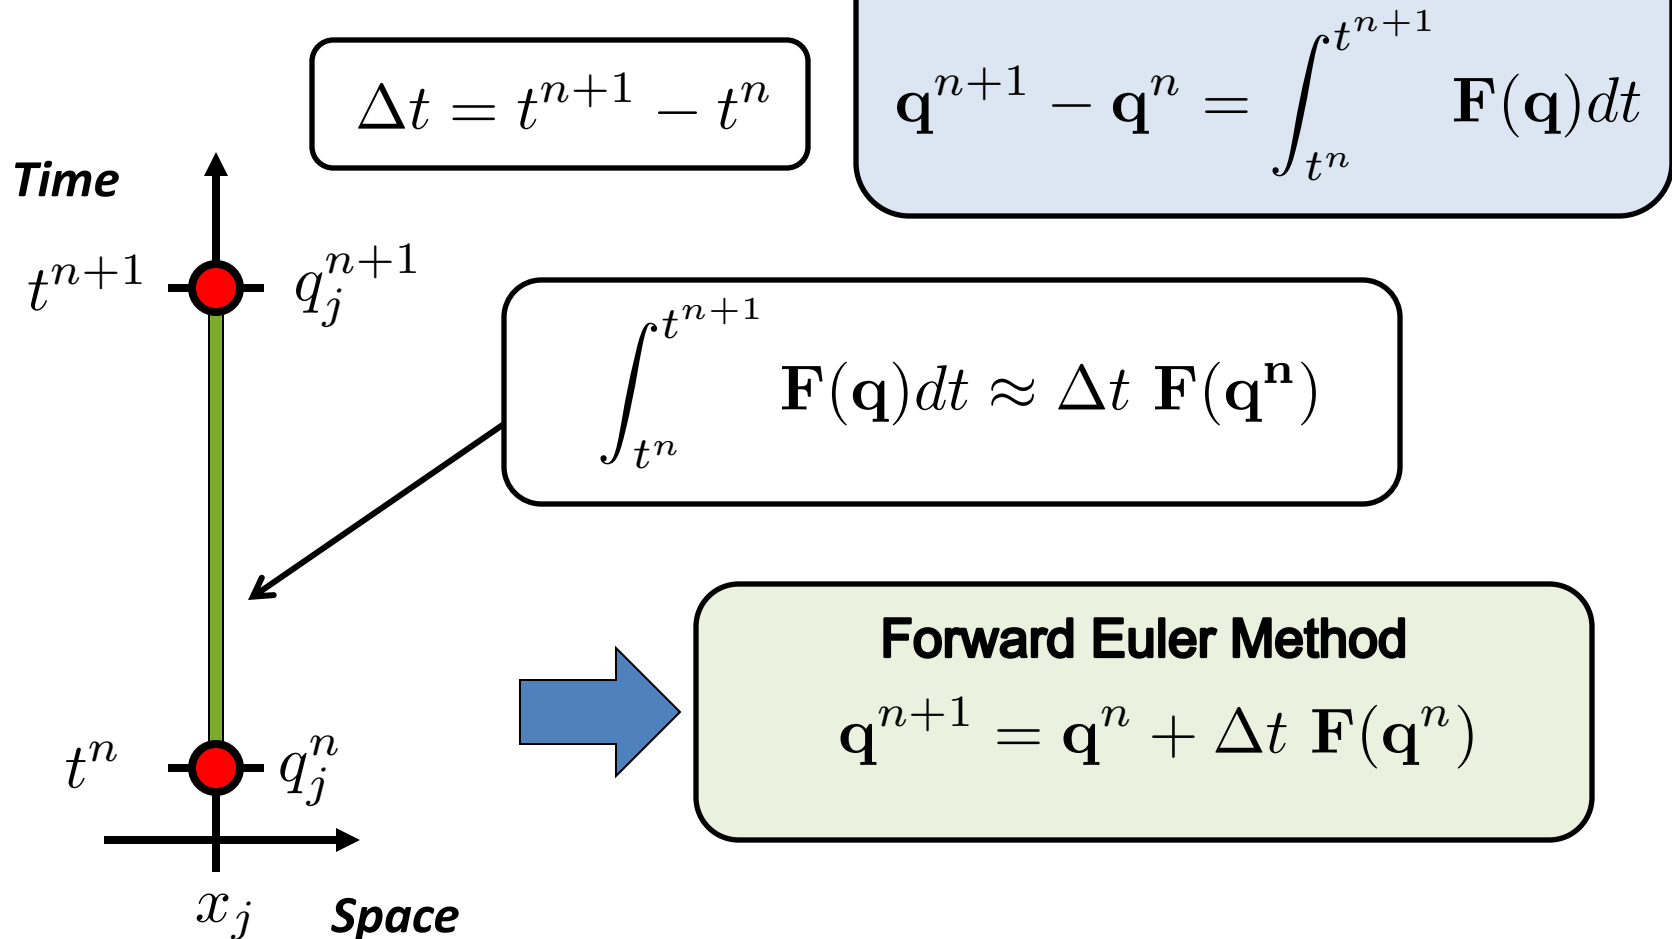 Δt = t^{n+1} − t^n
q^{n+1} − q^n = ∫_{t^n}^{t^{n+1}} F(q)dt
Time
t^{n+1} q_j^{n+1}
∫_{t^n}^{t^{n+1}} F(q)dt ≈ Δt F(q^n)
Forward Euler Method
q^{n+1} = q^n + Δt F(q^n)
t^n q_j^n
x_j Space